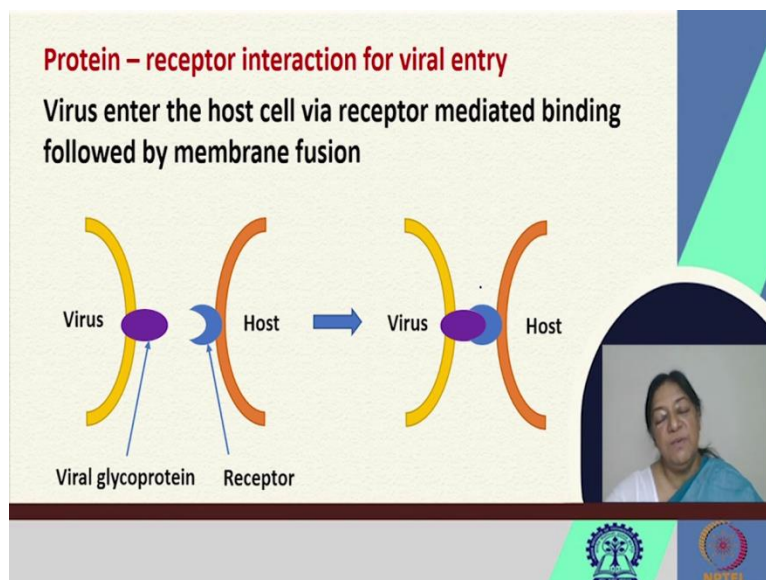 Protein – receptor interaction for viral entry
Virus enter the host cell via receptor mediated binding
followed by membrane fusion
Virus
Host
Virus
Host
Viral glycoprotein
Receptor
NPTEL